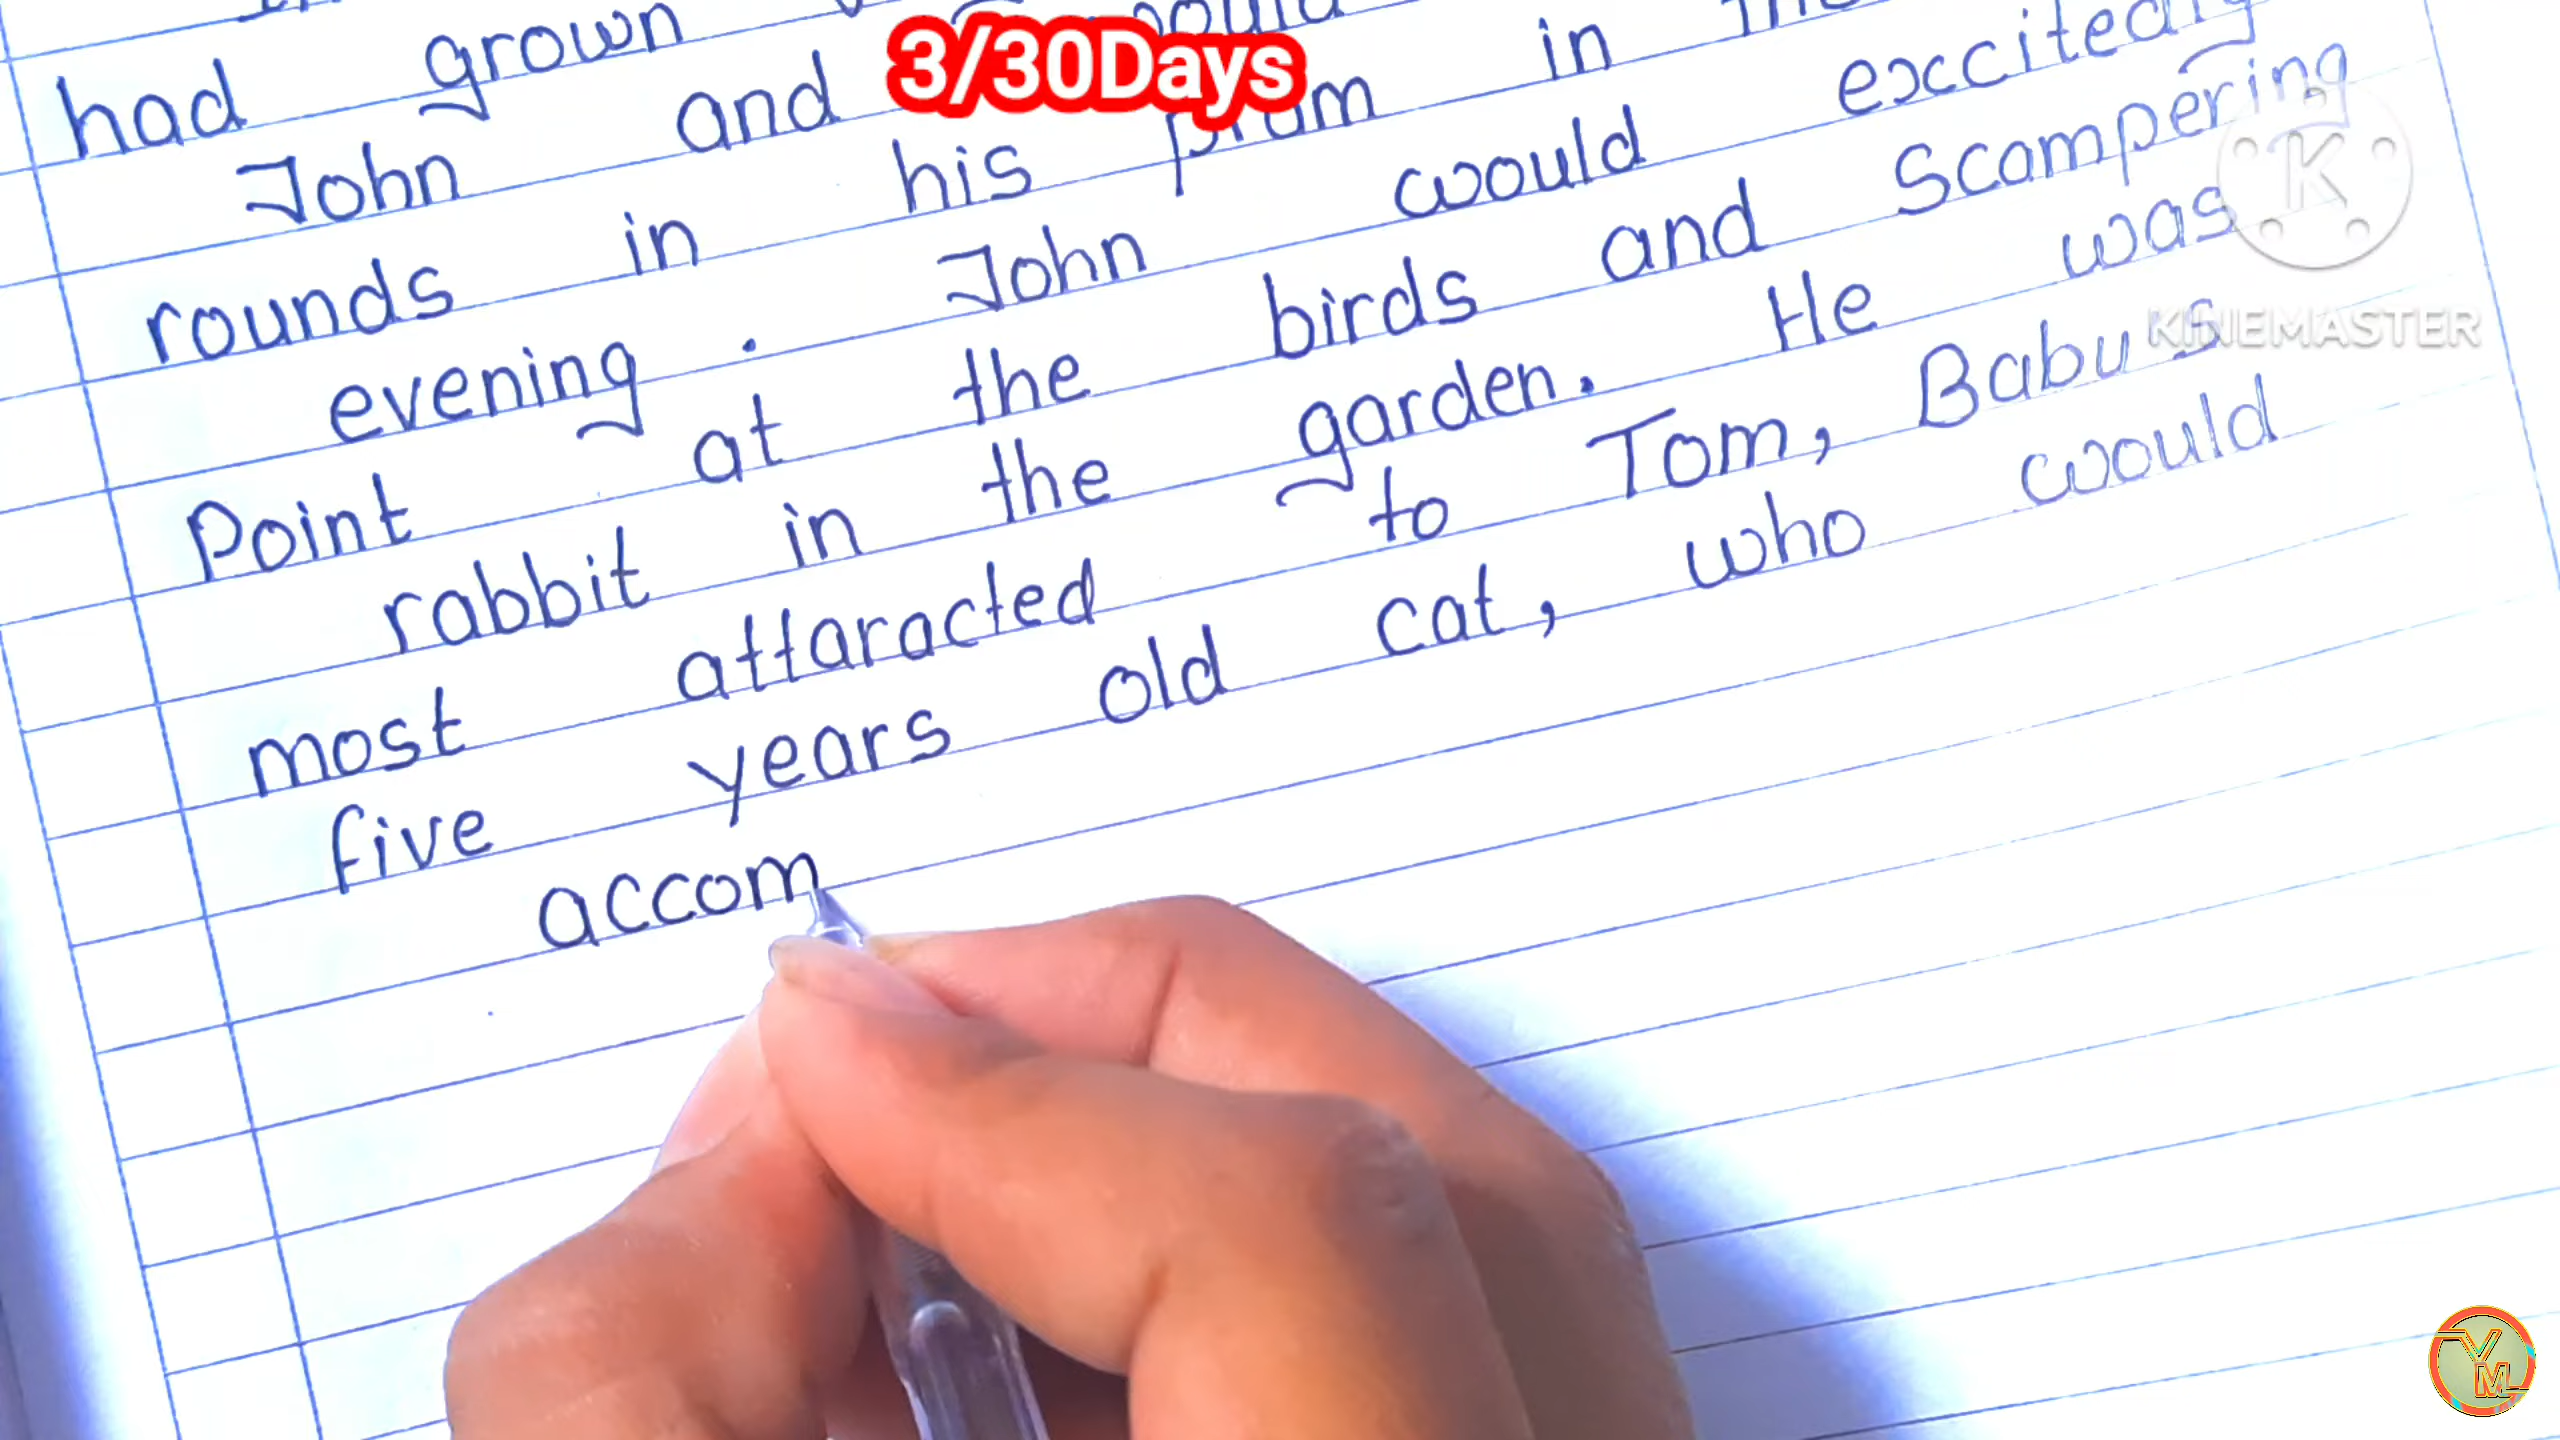 had grown
John and
rounds in his pram in
evening . John would excitedly
Point at the birds and Scampering
rabbit in the garden. He was
most attaracted to Tom, Babu's
five years old cat, who would
accom
3/30Days
K
KINEMASTER
YM